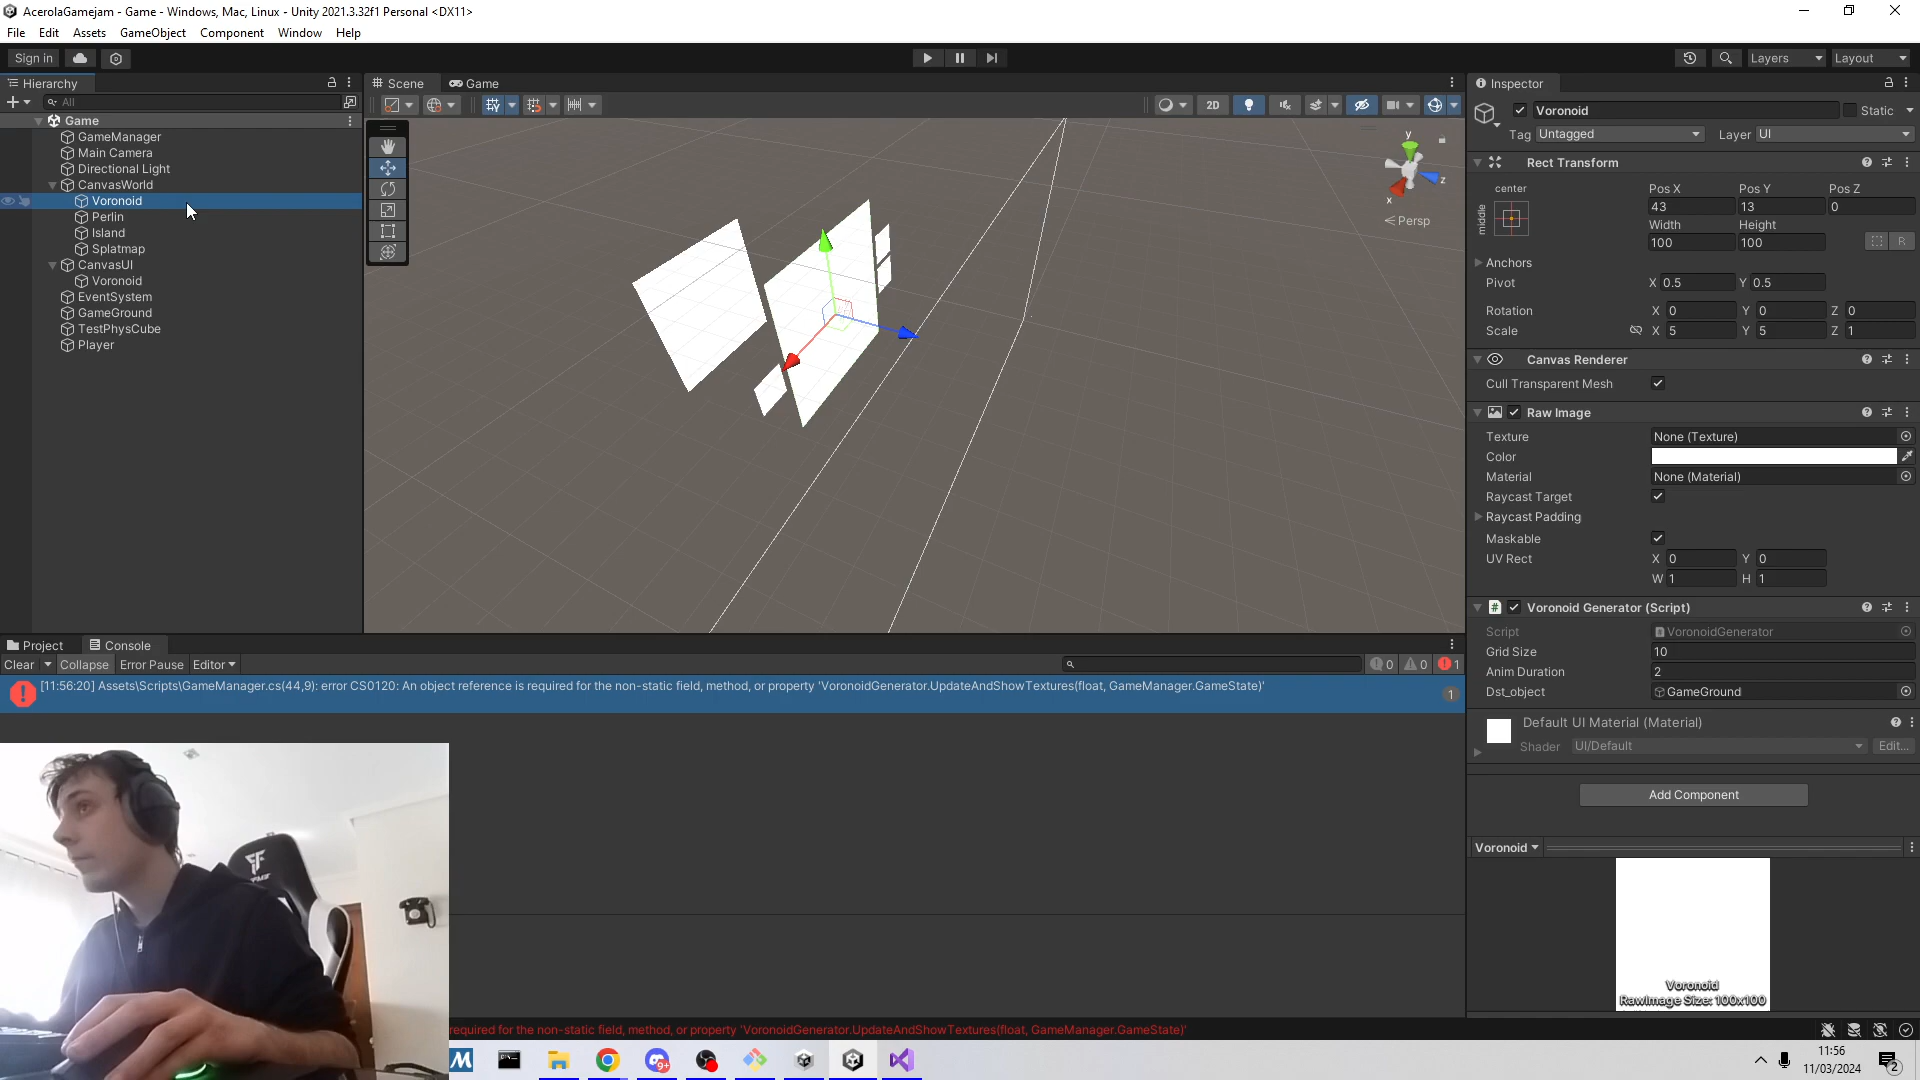 AcerolaGamejam - Game - Windows, Mac, Linux - Unity 2021.3.32f1 Personal <DX11>
File Edit Assets GameObject Component Window Help
Sign in Layers Layout
Hierarchy Scene Game Inspector
All 2D Voronoid Static
Tag Untagged Layer UI
Game
GameManager
Main Camera
Directional Light
CanvasWorld
Voronoid
Perlin
Island
Splatmap
CanvasUI
Voronoid
EventSystem
GameGround
TestPhysCube
Player
y
z
x
Persp
Rect Transform
center Pos X Pos Y Pos Z
middle 43 13 0
Width Height
100 100 R
Anchors
Pivot X 0.5 Y 0.5
Rotation X 0 Y 0 Z 0
Scale X 5 Y 5 Z 1
Canvas Renderer
Cull Transparent Mesh
Raw Image
Texture None (Texture)
Color
Material None (Material)
Raycast Target
Raycast Padding
Maskable
UV Rect X 0 Y 0
W 1 H 1
# Voronoid Generator (Script)
Script VoronoidGenerator
Grid Size 10
Anim Duration 2
Dst_object GameGround
Default UI Material (Material)
Shader UI/Default Edit...
Add Component
Voronoid
Voronoid
RawImage Size: 100x100
Project Console
Clear Collapse Error Pause Editor 0 0 1
[11:56:20] Assets\Scripts\GameManager.cs(44,9): error CS0120: An object reference is required for the non-static field, method, or property 'VoronoidGenerator.UpdateAndShowTextures(float, GameManager.GameState)'
1
required for the non-static field, method, or property 'VoronoidGenerator.UpdateAndShowTextures(float, GameManager.GameState)'
M 9+ 11:56
11/03/2024 2